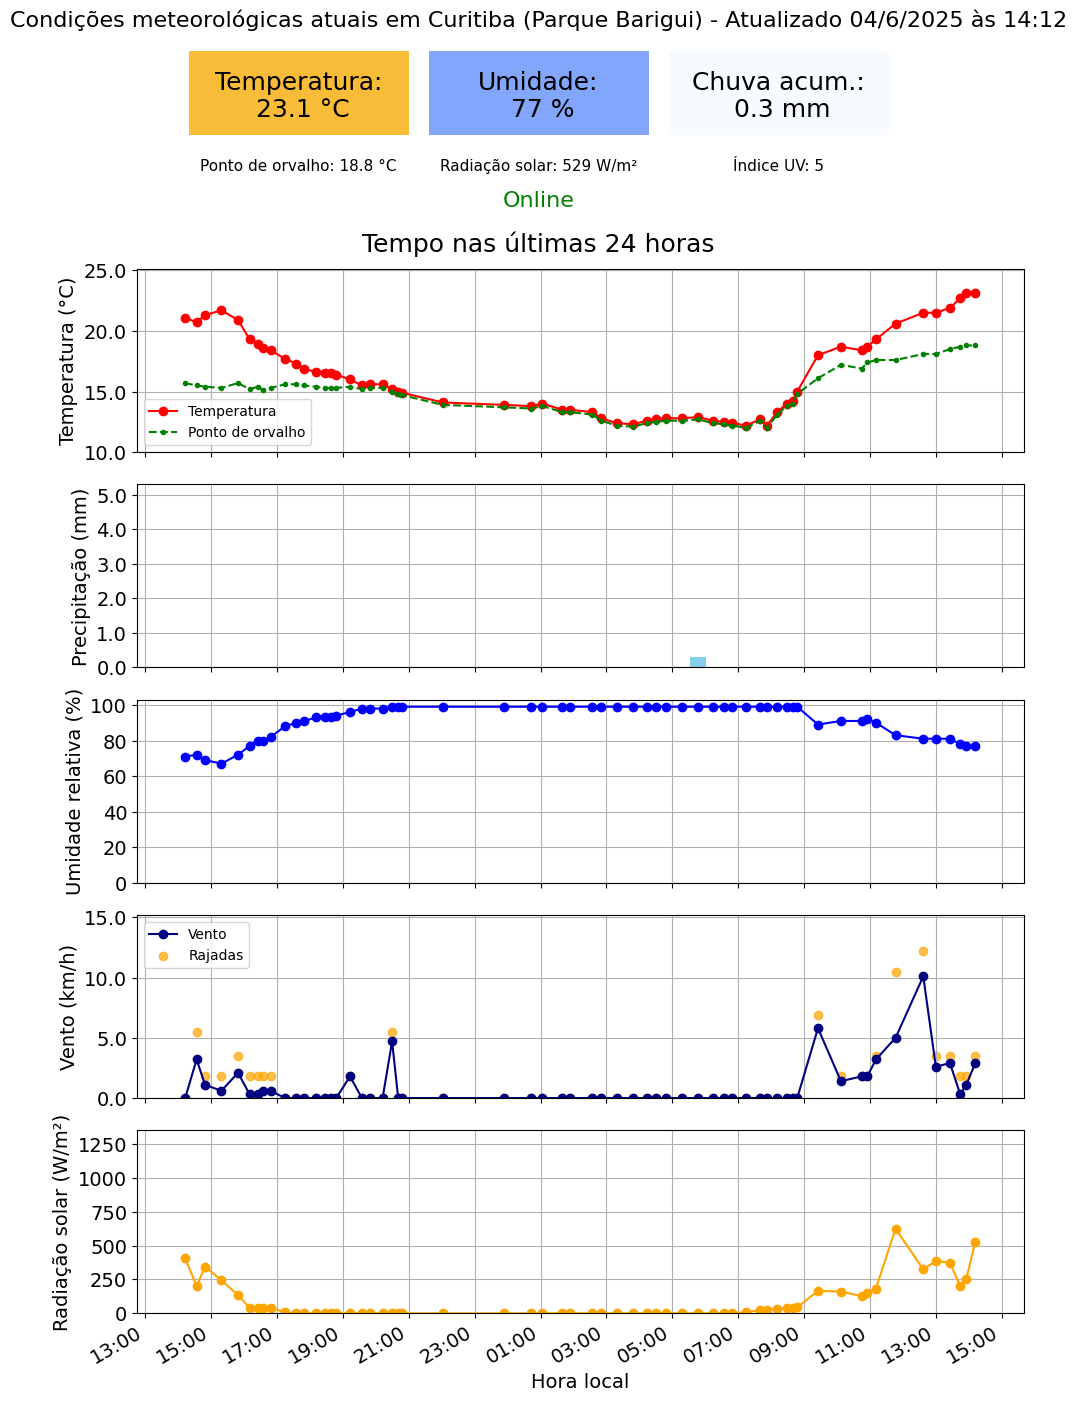 Condições meteorológicas atuais em Curitiba (Parque Barigui) - Atualizado 04/6/2025 às 14:12
Temperatura:
23.1 °C
Umidade:
77 %
Chuva acum.:
0.3 mm
Ponto de orvalho: 18.8 °C
Radiação solar: 529 W/m²
Índice UV: 5
Online
Tempo nas últimas 24 horas
Temperatura (°C)
25.0
20.0
15.0
10.0
Temperatura
Ponto de orvalho
Precipitação (mm)
5.0
4.0
3.0
2.0
1.0
0.0
Umidade relativa (%)
100
80
60
40
20
0
Vento (km/h)
15.0
10.0
5.0
0.0
Vento
Rajadas
Radiação solar (W/m²)
1250
1000
750
500
250
0
13:00
15:00
17:00
19:00
21:00
23:00
01:00
03:00
05:00
07:00
09:00
11:00
13:00
15:00
Hora local